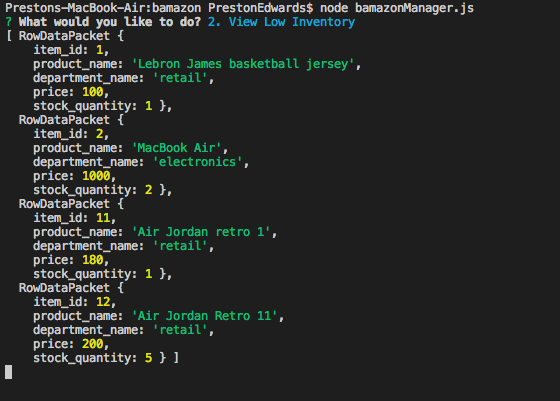 Prestons-MacBook-Air:bamazon PrestonEdwards$ node bamazonManager.js
? What would you like to do? 2. View Low Inventory
[ RowDataPacket {
    item_id: 1,
    product_name: 'Lebron James basketball jersey',
    department_name: 'retail',
    price: 100,
    stock_quantity: 1 },
  RowDataPacket {
    item_id: 2,
    product_name: 'MacBook Air',
    department_name: 'electronics',
    price: 1000,
    stock_quantity: 2 },
  RowDataPacket {
    item_id: 11,
    product_name: 'Air Jordan retro 1',
    department_name: 'retail',
    price: 180,
    stock_quantity: 1 },
  RowDataPacket {
    item_id: 12,
    product_name: 'Air Jordan Retro 11',
    department_name: 'retail',
    price: 200,
    stock_quantity: 5 } ]